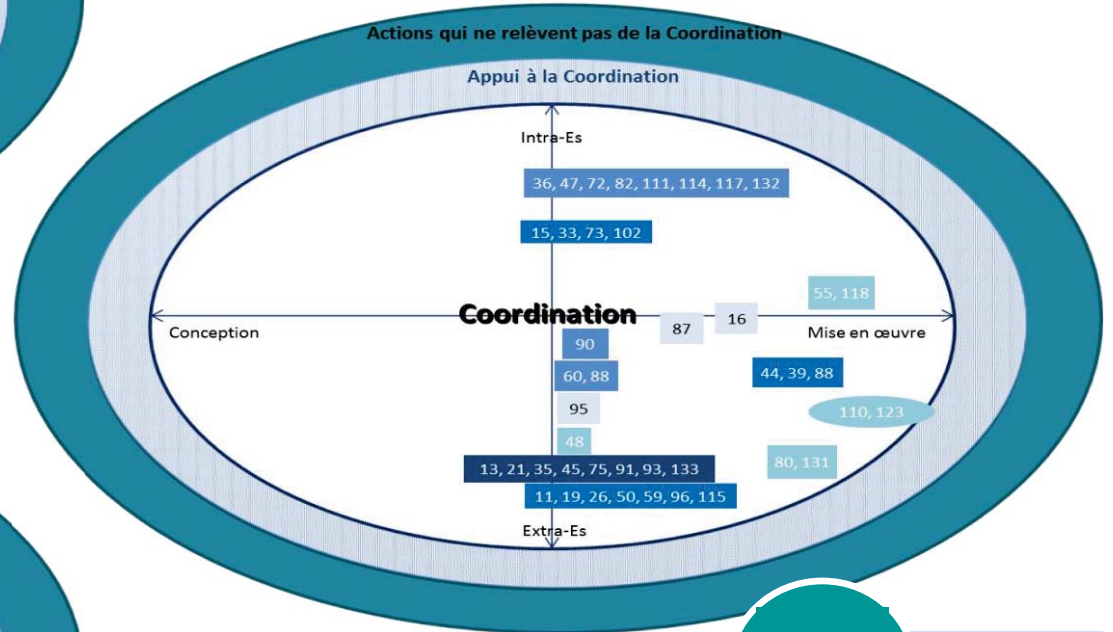 Actions qui ne relèvent pas de la Coordination
Appui à la Coordination
Intra-Es
36, 47, 72, 82, 111, 114, 117, 132
15, 33, 73, 102
55, 118
Coordination
16
87
Conception
Mise en œuvre
90
60, 88
44, 39, 88
95
110, 123
48
80, 131
13, 21, 35, 45, 75, 91, 93, 133
11, 19, 26, 50, 59, 96, 115
Extra-Es